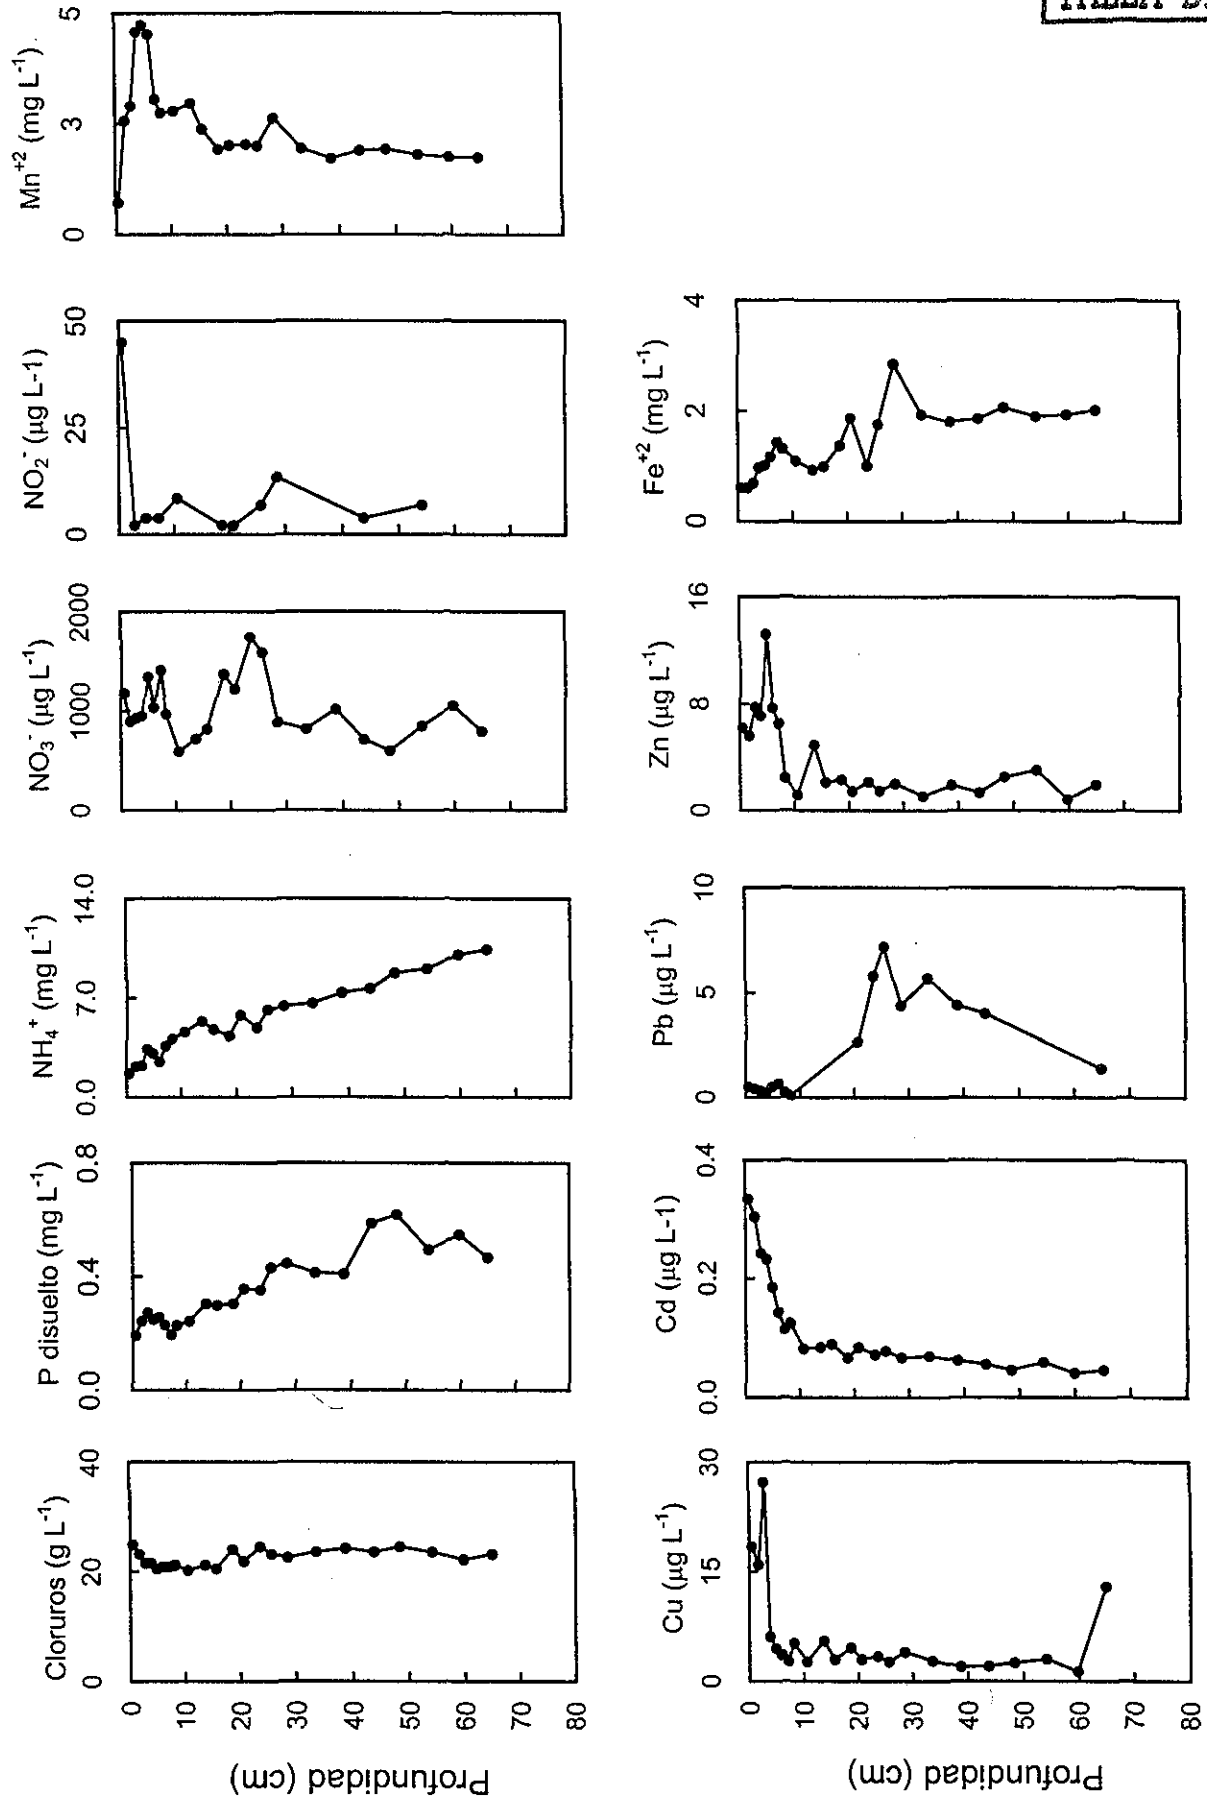 Cloruros (g L⁻¹)
0 20 40
P disuelto (mg L⁻¹)
0.0 0.4 0.8
NH₄⁺ (mg L⁻¹)
0.0 7.0 14.0
NO₃⁻ (µg L⁻¹)
0 1000 2000
NO₂⁻ (µg L-1)
0 25 50
Mn⁺² (mg L⁻¹)
0 3 5
Profundidad (cm)
0
10
20
30
40
50
60
70
80
Cu (µg L⁻¹)
0 15 30
Cd (µg L-1)
0.0 0.2 0.4
Pb (µg L⁻¹)
0 5 10
Zn (µg L⁻¹)
0 8 16
Fe⁺² (mg L⁻¹)
0 2 4
Profundidad (cm)
0
10
20
30
40
50
60
70
80